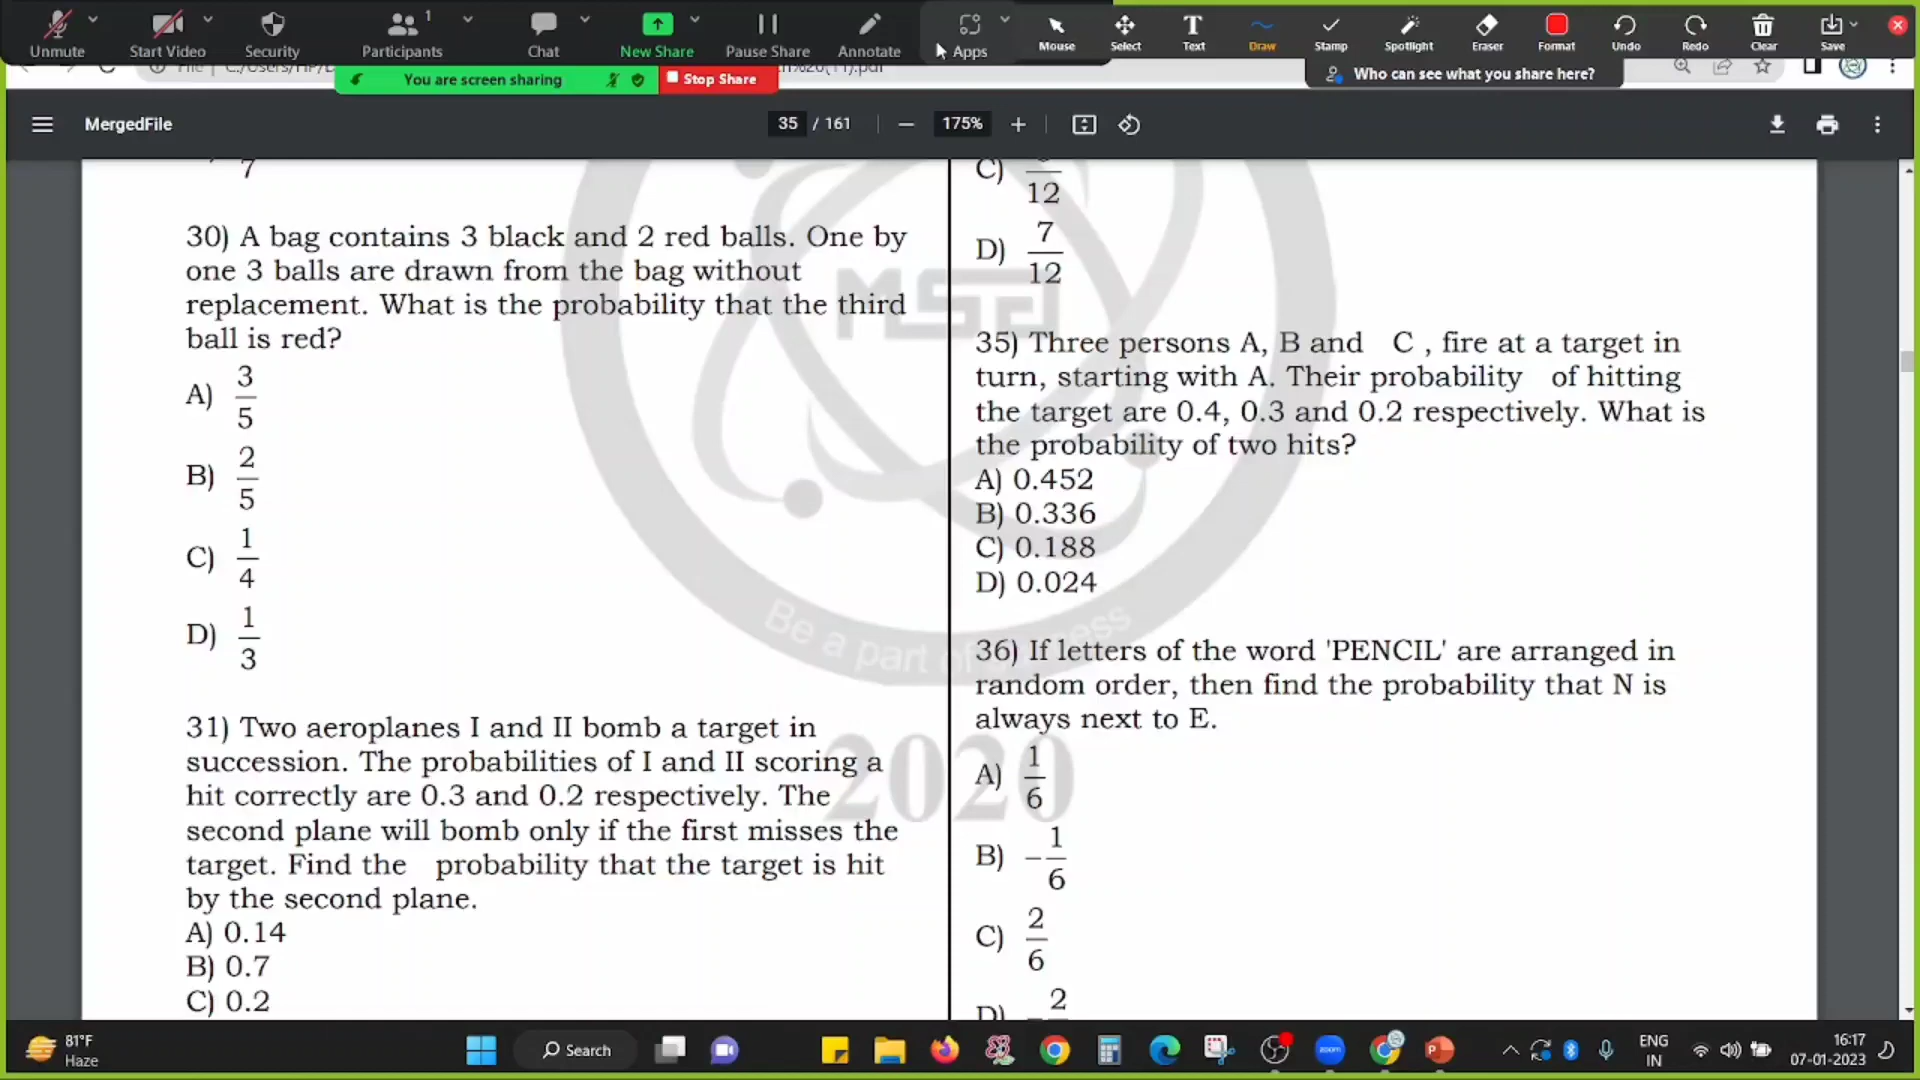 Unmute
Start Video
Security
Participants
1
Chat
New Share
Pause Share
Annotate
Apps
Mouse
Select
Text
Draw
Stamp
Spotlight
Eraser
Format
Undo
Redo
Clear
Save
You are screen sharing
Stop Share
Who can see what you share here?
MergedFile
35 / 161
175%
7
30) A bag contains 3 black and 2 red balls. One by
one 3 balls are drawn from the bag without
replacement. What is the probability that the third
ball is red?
A) 3/5
B) 2/5
C) 1/4
D) 1/3
31) Two aeroplanes I and II bomb a target in
succession. The probabilities of I and II scoring a
hit correctly are 0.3 and 0.2 respectively. The
second plane will bomb only if the first misses the
target. Find the probability that the target is hit
by the second plane.
A) 0.14
B) 0.7
C) 0.2
C) 12
D) 7/12
35) Three persons A, B and C , fire at a target in
turn, starting with A. Their probability of hitting
the target are 0.4, 0.3 and 0.2 respectively. What is
the probability of two hits?
A) 0.452
B) 0.336
C) 0.188
D) 0.024
36) If letters of the word 'PENCIL' are arranged in
random order, then find the probability that N is
always next to E.
A) 1/6
B) -1/6
C) 2/6
D) - 2
Be a part of
2020
81°F
Haze
Search
zoom
ENG
IN
16:17
07-01-2023